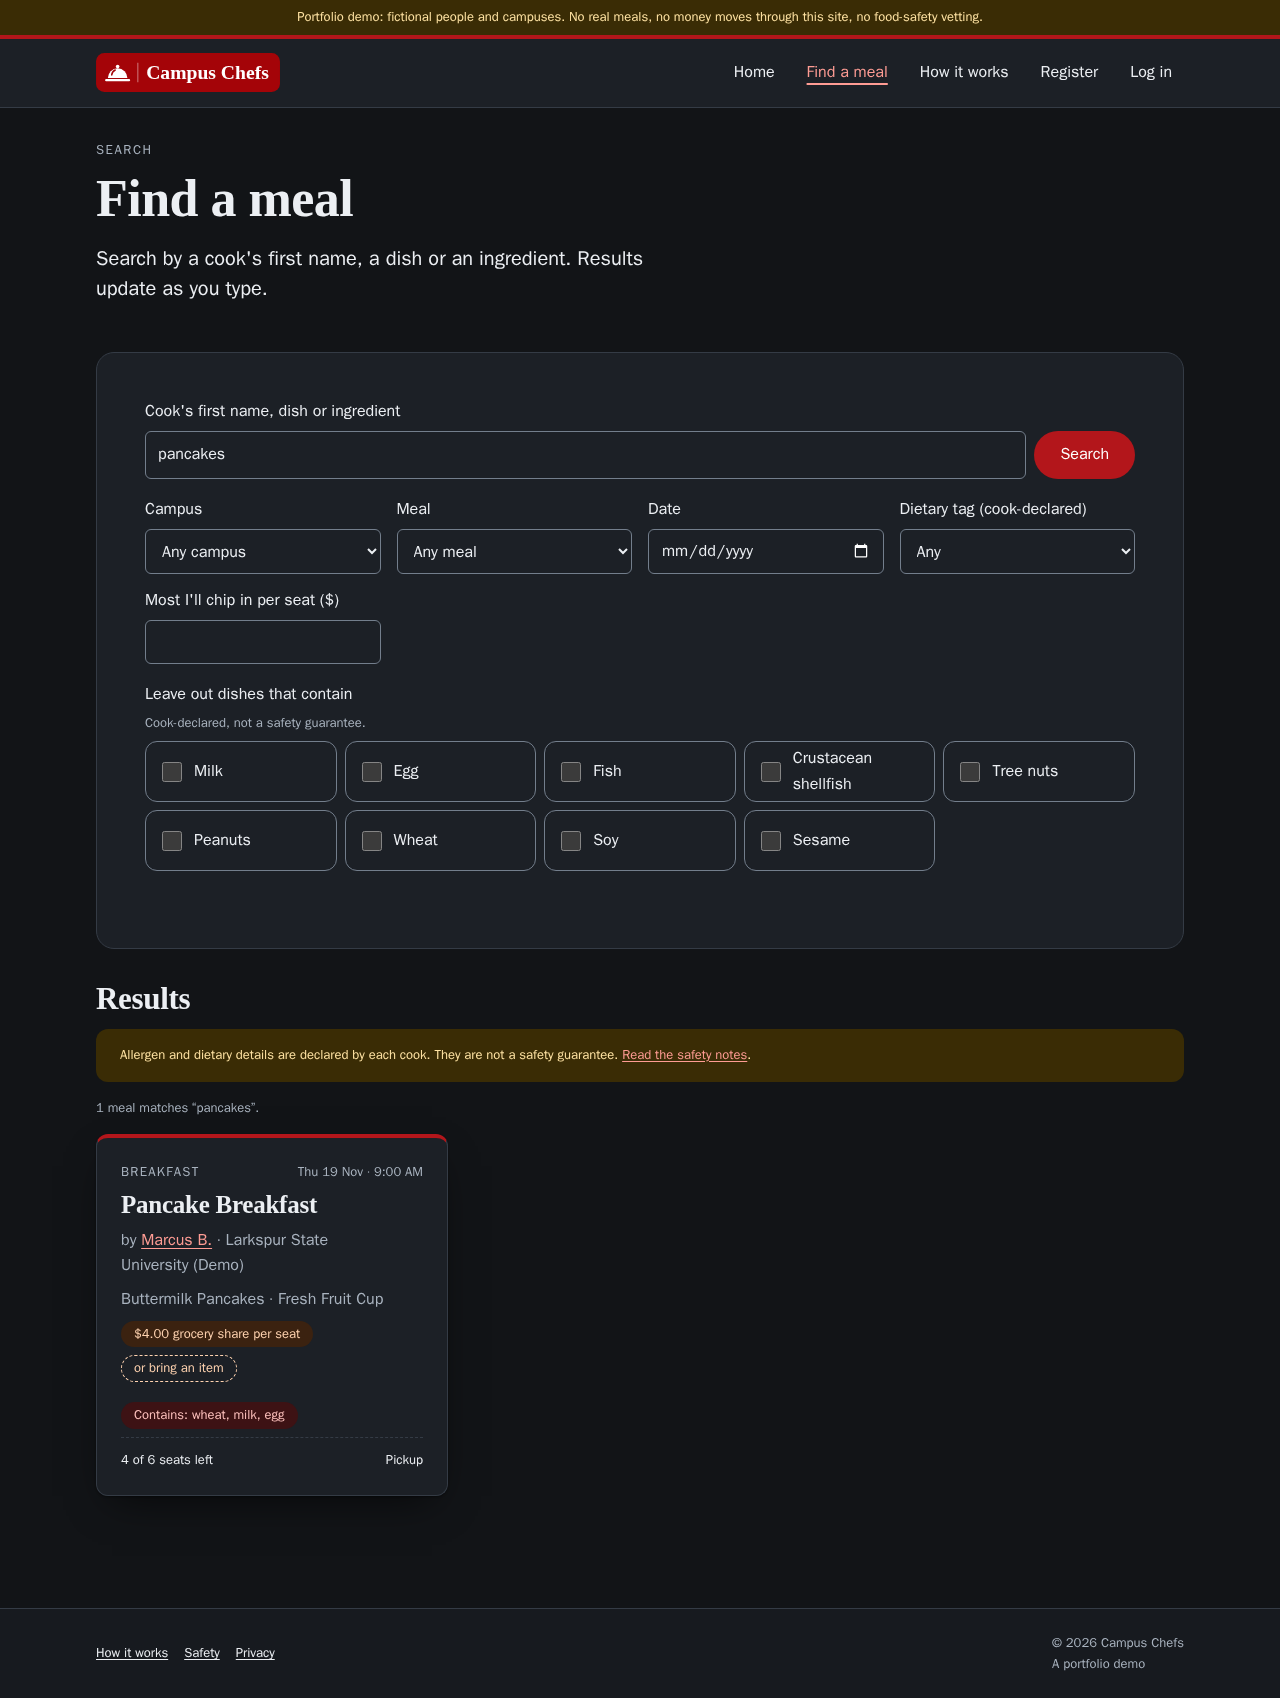 Portfolio demo: fictional people and campuses. No real meals, no money moves through this site, no food-safety vetting.
Campus Chefs
Home
Find a meal
How it works
Register
Log in
SEARCH
Find a meal
Search by a cook's first name, a dish or an ingredient. Results
update as you type.
Cook's first name, dish or ingredient
pancakes
Search
Campus
Meal
Date
Dietary tag (cook-declared)
Any campus
Any meal
mm/dd/yyyy
Any
Most I'll chip in per seat ($)
Leave out dishes that contain
Cook-declared, not a safety guarantee.
Milk
Egg
Fish
Crustacean
shellfish
Tree nuts
Peanuts
Wheat
Soy
Sesame
Results
Allergen and dietary details are declared by each cook. They are not a safety guarantee. Read the safety notes.
1 meal matches “pancakes”.
BREAKFAST
Thu 19 Nov · 9:00 AM
Pancake Breakfast
by Marcus B. · Larkspur State
University (Demo)
Buttermilk Pancakes · Fresh Fruit Cup
$4.00 grocery share per seat
or bring an item
Contains: wheat, milk, egg
4 of 6 seats left
Pickup
How it works
Safety
Privacy
© 2026 Campus Chefs
A portfolio demo